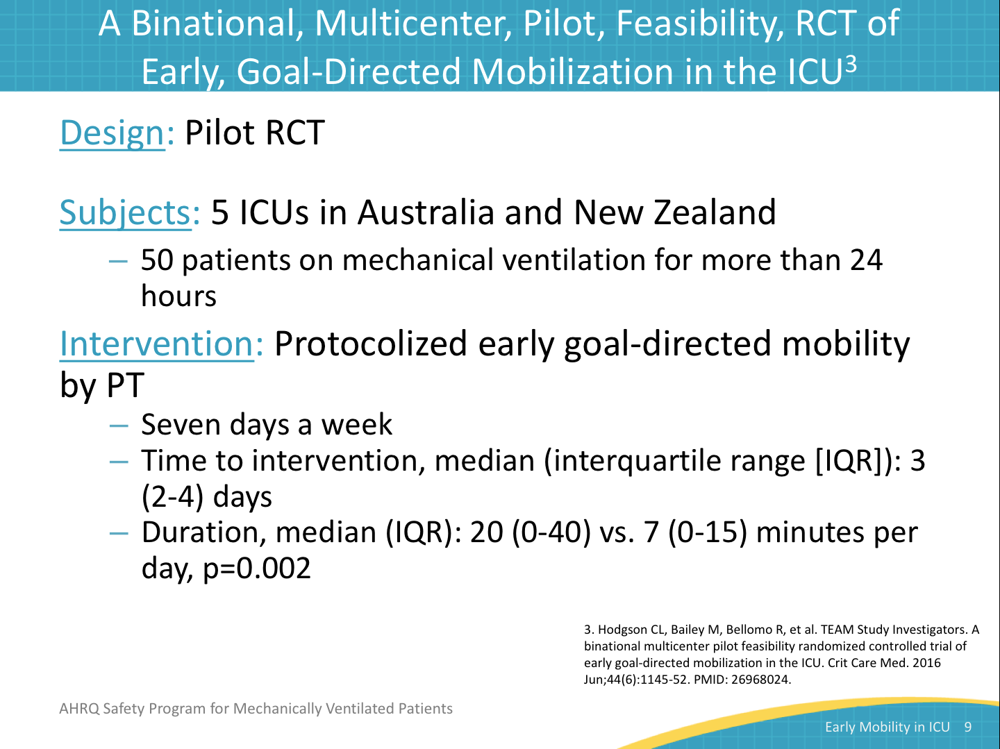 A Binational, Multicenter, Pilot, Feasibility, RCT of
Early, Goal-Directed Mobilization in the ICU³
Design: Pilot RCT
Subjects: 5 ICUs in Australia and New Zealand
– 50 patients on mechanical ventilation for more than 24
hours
Intervention: Protocolized early goal-directed mobility
by PT
– Seven days a week
– Time to intervention, median (interquartile range [IQR]): 3
(2-4) days
– Duration, median (IQR): 20 (0-40) vs. 7 (0-15) minutes per
day, p=0.002
3. Hodgson CL, Bailey M, Bellomo R, et al. TEAM Study Investigators. A
binational multicenter pilot feasibility randomized controlled trial of
early goal-directed mobilization in the ICU. Crit Care Med. 2016
Jun;44(6):1145-52. PMID: 26968024.
AHRQ Safety Program for Mechanically Ventilated Patients
Early Mobility in ICU 9